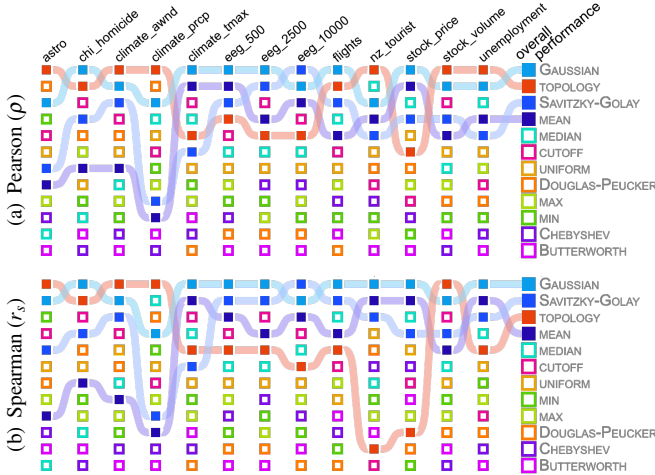 astro
chi_homicide
climate_awnd
climate_prcp
climate_tmax
eeg_500
eeg_2500
eeg_10000
flights
nz_tourist
stock_price
stock_volume
unemployment
overall
performance
(a) Pearson (ρ)
GAUSSIAN
TOPOLOGY
SAVITZKY-GOLAY
MEAN
MEDIAN
CUTOFF
UNIFORM
DOUGLAS-PEUCKER
MAX
MIN
CHEBYSHEV
BUTTERWORTH
(b) Spearman (rs)
GAUSSIAN
SAVITZKY-GOLAY
TOPOLOGY
MEAN
MEDIAN
CUTOFF
UNIFORM
MIN
MAX
DOUGLAS-PEUCKER
CHEBYSHEV
BUTTERWORTH